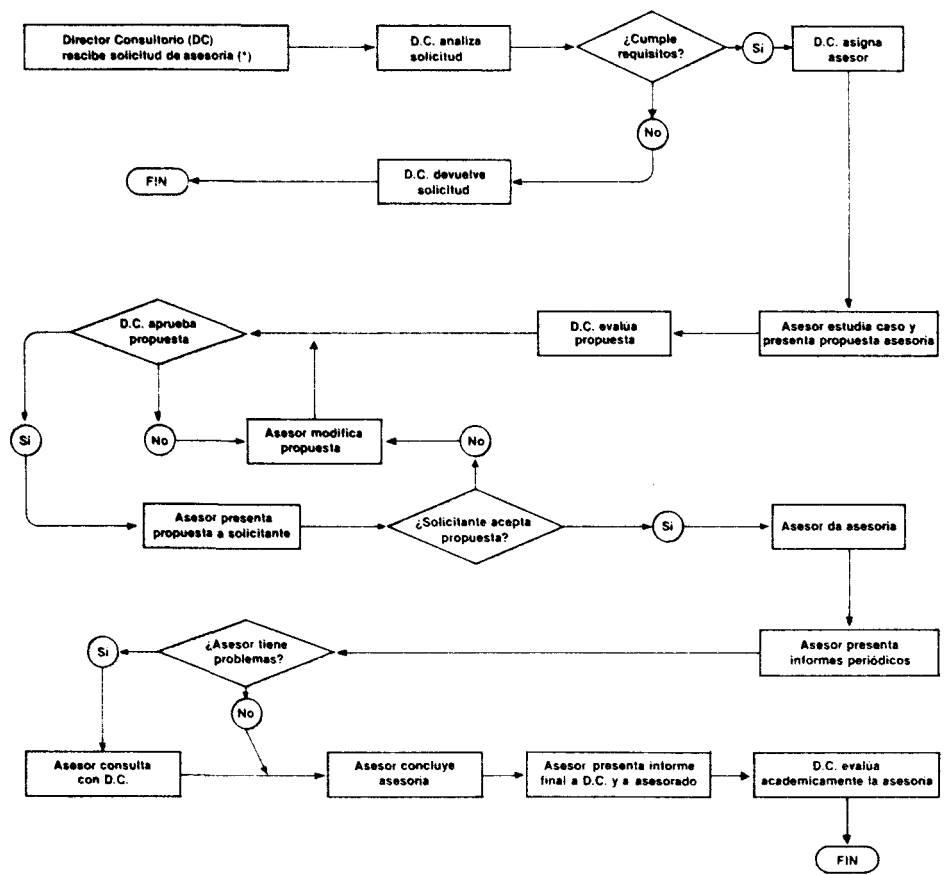 Director Consultorio (DC)
rescibe solicitud de asesoria (*)
D.C. analiza
solicitud
¿Cumple
requisitos?
Si
D.C. asigna
asesor
No
D.C. devuelve
solicitud
FIN
Asesor estudia caso y
presenta propuesta asesoria
D.C. evalúa
propuesta
D.C. aprueba
propuesta
Si
No
Asesor modifica
propuesta
No
Asesor presenta
propuesta a solicitante
¿Solicitante acepta
propuesta?
Si
Asesor da asesoria
Asesor presenta
informes periódicos
¿Asesor tiene
problemas?
Si
No
Asesor consulta
con D.C.
Asesor concluye
asesoria
Asesor presenta informe
final a D.C. y a asesorado
D.C. evalúa
academicamente la asesoria
FIN